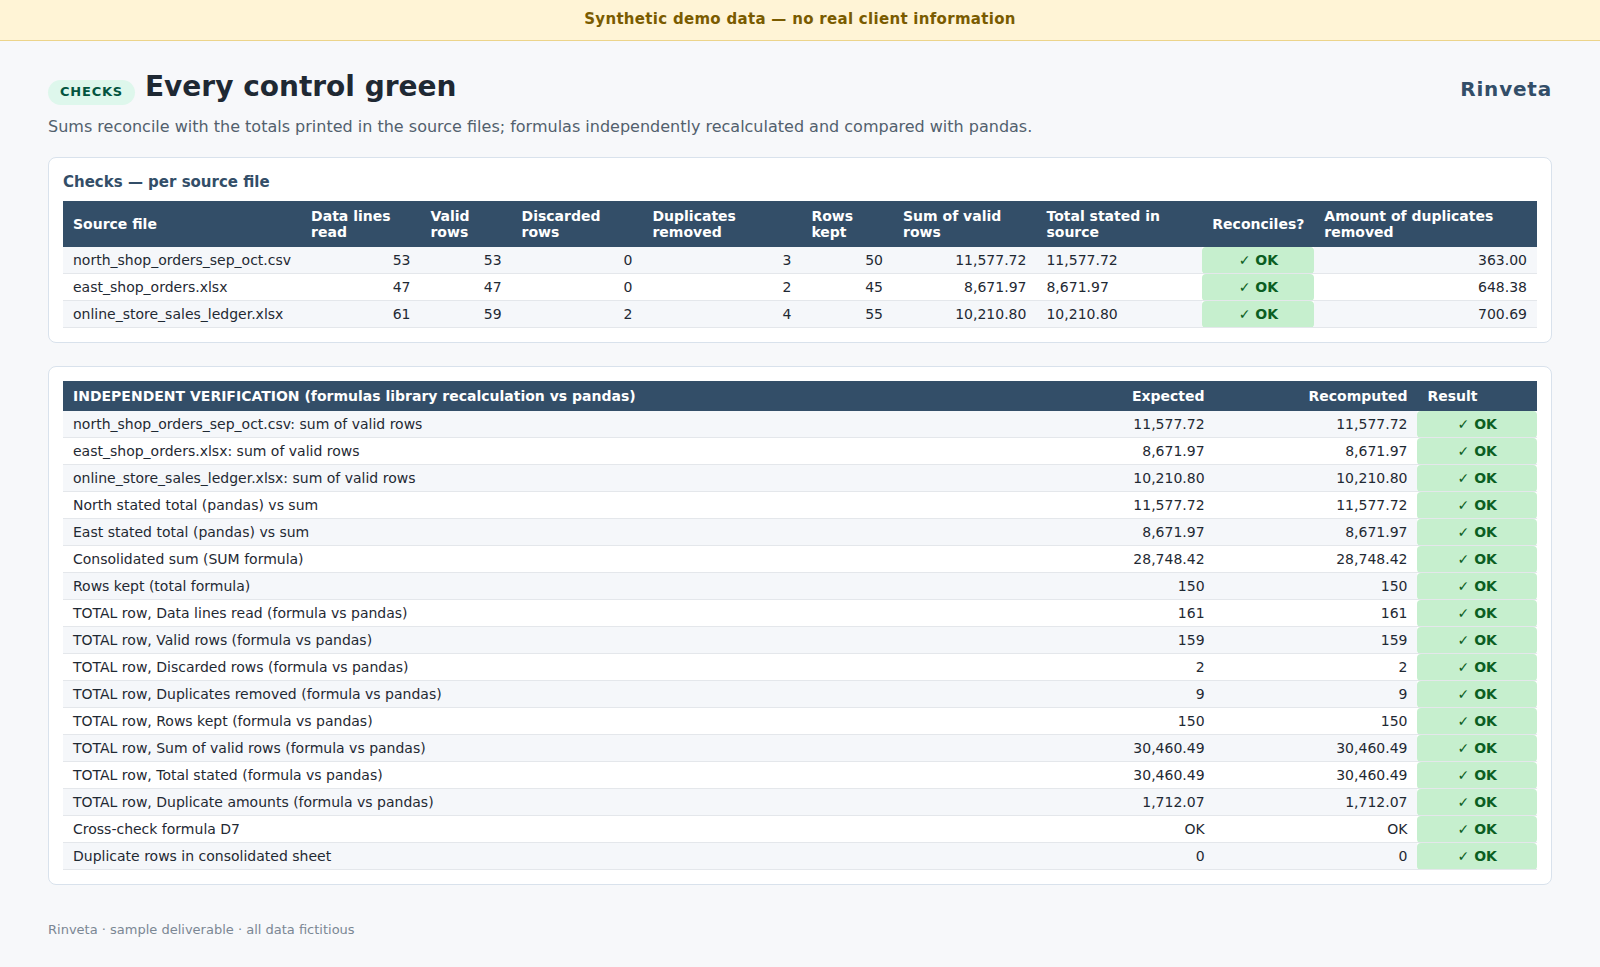 Synthetic demo data — no real client information
CHECKS Every control green
Rinveta
Sums reconcile with the totals printed in the source files; formulas independently recalculated and compared with pandas.
Checks — per source file
Source file Data lines read Valid rows Discarded rows Duplicates removed Rows kept Sum of valid rows Total stated in source Reconciles? Amount of duplicates removed
north_shop_orders_sep_oct.csv 53 53 0 3 50 11,577.72 11,577.72 ✓ OK 363.00
east_shop_orders.xlsx 47 47 0 2 45 8,671.97 8,671.97 ✓ OK 648.38
online_store_sales_ledger.xlsx 61 59 2 4 55 10,210.80 10,210.80 ✓ OK 700.69
INDEPENDENT VERIFICATION (formulas library recalculation vs pandas) Expected Recomputed Result
north_shop_orders_sep_oct.csv: sum of valid rows 11,577.72 11,577.72 ✓ OK
east_shop_orders.xlsx: sum of valid rows 8,671.97 8,671.97 ✓ OK
online_store_sales_ledger.xlsx: sum of valid rows 10,210.80 10,210.80 ✓ OK
North stated total (pandas) vs sum 11,577.72 11,577.72 ✓ OK
East stated total (pandas) vs sum 8,671.97 8,671.97 ✓ OK
Consolidated sum (SUM formula) 28,748.42 28,748.42 ✓ OK
Rows kept (total formula) 150 150 ✓ OK
TOTAL row, Data lines read (formula vs pandas) 161 161 ✓ OK
TOTAL row, Valid rows (formula vs pandas) 159 159 ✓ OK
TOTAL row, Discarded rows (formula vs pandas) 2 2 ✓ OK
TOTAL row, Duplicates removed (formula vs pandas) 9 9 ✓ OK
TOTAL row, Rows kept (formula vs pandas) 150 150 ✓ OK
TOTAL row, Sum of valid rows (formula vs pandas) 30,460.49 30,460.49 ✓ OK
TOTAL row, Total stated (formula vs pandas) 30,460.49 30,460.49 ✓ OK
TOTAL row, Duplicate amounts (formula vs pandas) 1,712.07 1,712.07 ✓ OK
Cross-check formula D7 OK OK ✓ OK
Duplicate rows in consolidated sheet 0 0 ✓ OK
Rinveta · sample deliverable · all data fictitious